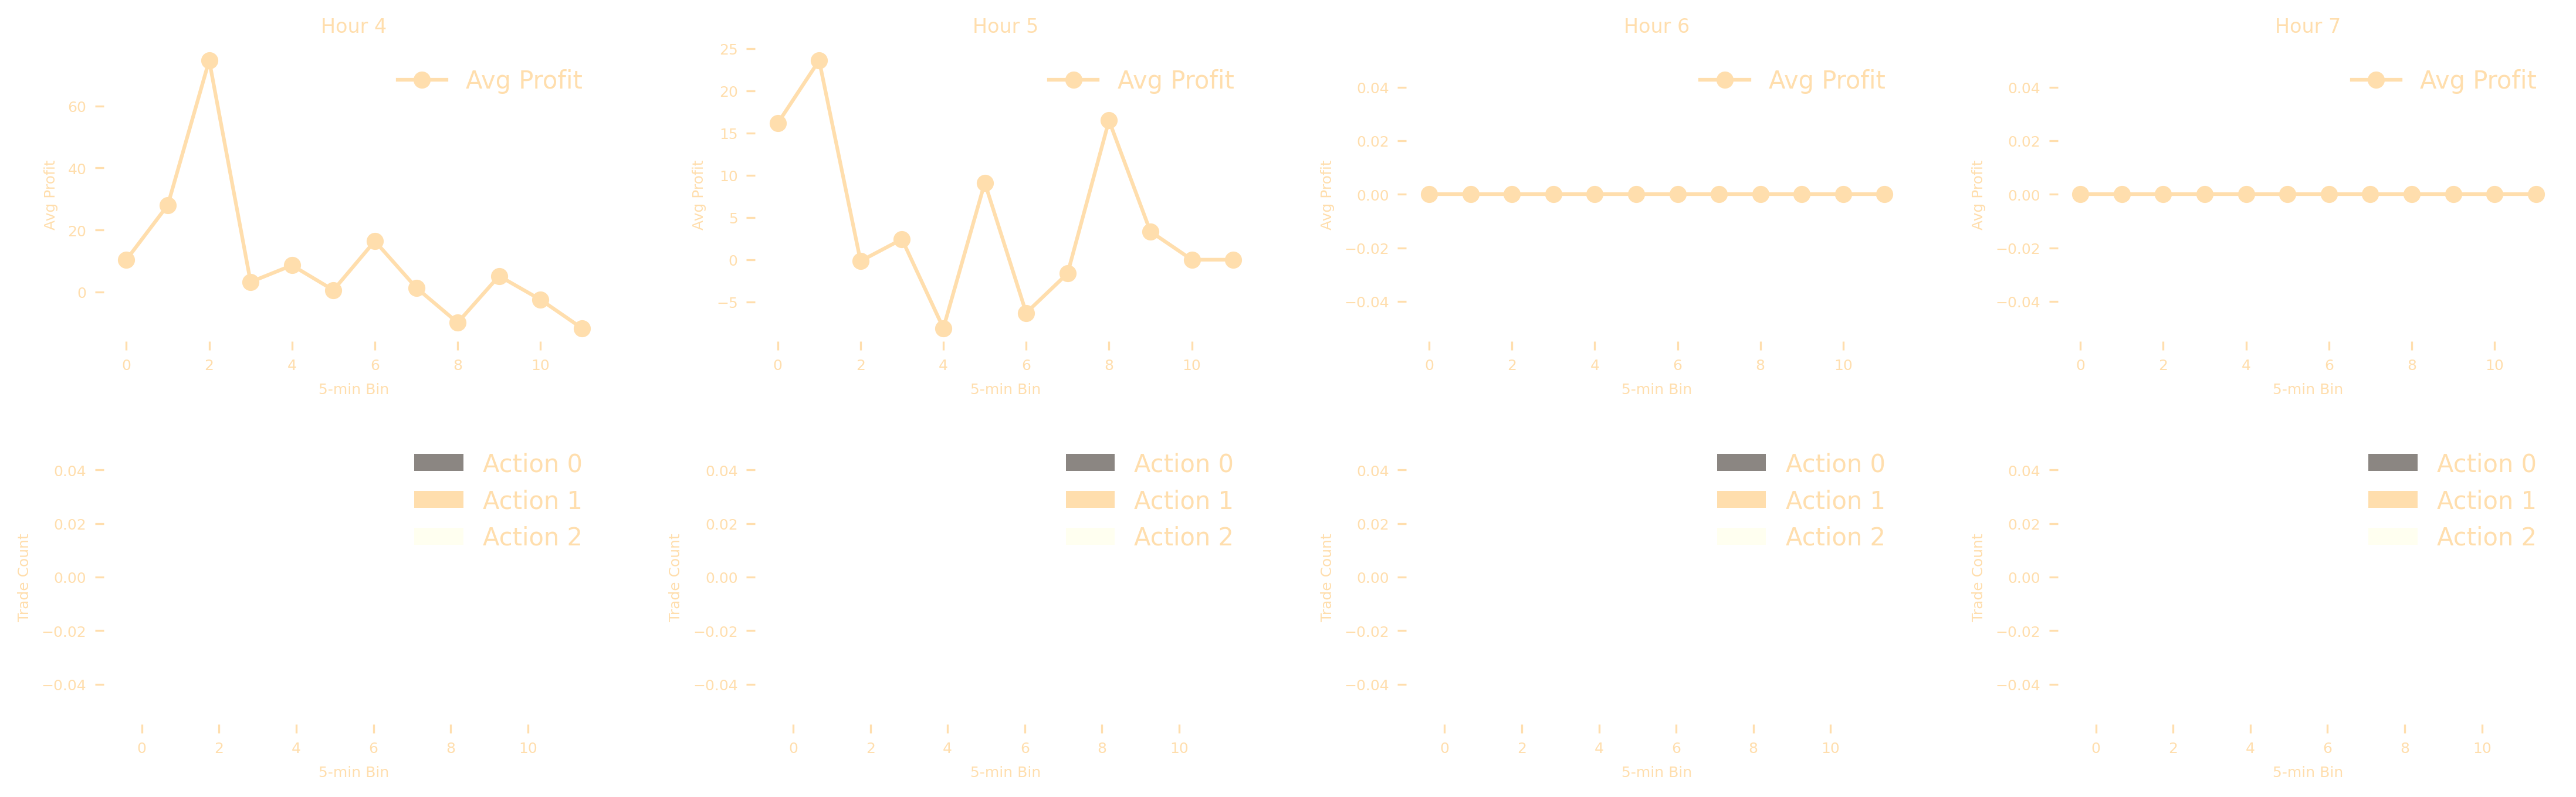 Hour 4
Avg Profit
Avg Profit
60
40
20
0
0 2 4 6 8 10
5-min Bin
Hour 5
Avg Profit
Avg Profit
25
20
15
10
5
0
−5
0 2 4 6 8 10
5-min Bin
Hour 6
Avg Profit
Avg Profit
0.04
0.02
0.00
−0.02
−0.04
0 2 4 6 8 10
5-min Bin
Hour 7
Avg Profit
Avg Profit
0.04
0.02
0.00
−0.02
−0.04
0 2 4 6 8 10
5-min Bin
Action 0
Action 1
Action 2
Trade Count
0.04
0.02
0.00
−0.02
−0.04
0 2 4 6 8 10
5-min Bin
Action 0
Action 1
Action 2
Trade Count
0.04
0.02
0.00
−0.02
−0.04
0 2 4 6 8 10
5-min Bin
Action 0
Action 1
Action 2
Trade Count
0.04
0.02
0.00
−0.02
−0.04
0 2 4 6 8 10
5-min Bin
Action 0
Action 1
Action 2
Trade Count
0.04
0.02
0.00
−0.02
−0.04
0 2 4 6 8 10
5-min Bin